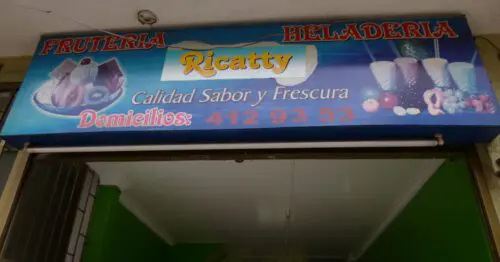 FRUTERIA HELADERIA
Ricatty
Calidad Sabor y Frescura
Domicilios: 412 93 53